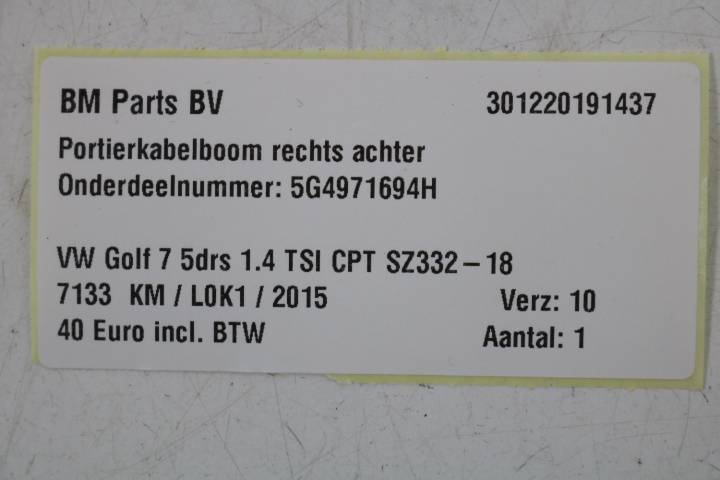 BM Parts BV 301220191437
Portierkabelboom rechts achter
Onderdeelnummer: 5G4971694H
VW Golf 7 5drs 1.4 TSI CPT SZ332-18
7133 KM / L0K1 / 2015 Verz: 10
40 Euro incl. BTW Aantal: 1